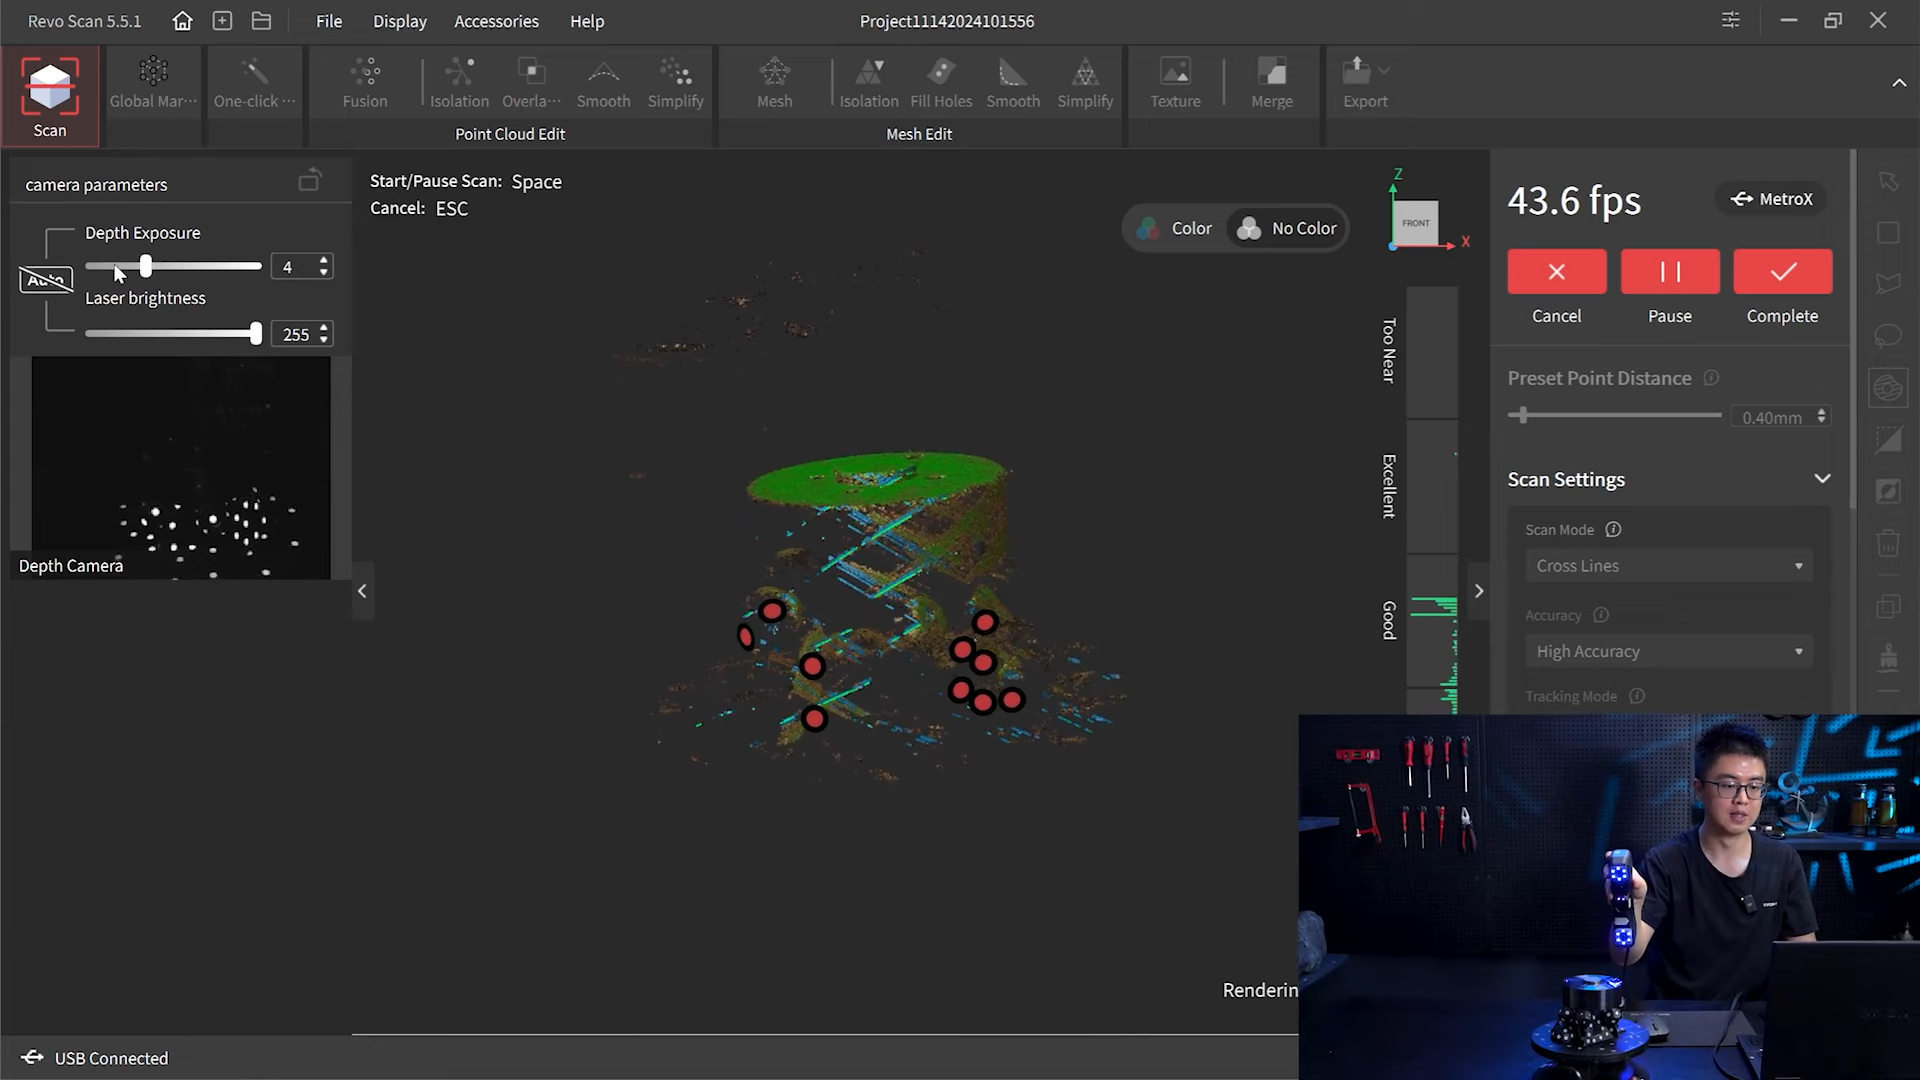 Revo Scan 5.5.1
File
Display
Accessories
Help
Project11142024101556
Scan
Global Mar···
One-click ···
Fusion
Isolation
Overla···
Smooth
Simplify
Point Cloud Edit
Mesh
Isolation
Fill Holes
Smooth
Simplify
Mesh Edit
Texture
Merge
Export
camera parameters
Depth Exposure
4
Auto
Laser brightness
255
Depth Camera
Start/Pause Scan: Space
Cancel: ESC
Color
No Color
Z
FRONT
X
Too Near
Excellent
Good
43.6 fps
MetroX
Cancel
Pause
Complete
Preset Point Distance
0.40mm
Scan Settings
Scan Mode
Cross Lines
Accuracy
High Accuracy
Tracking Mode
Renderin
USB Connected